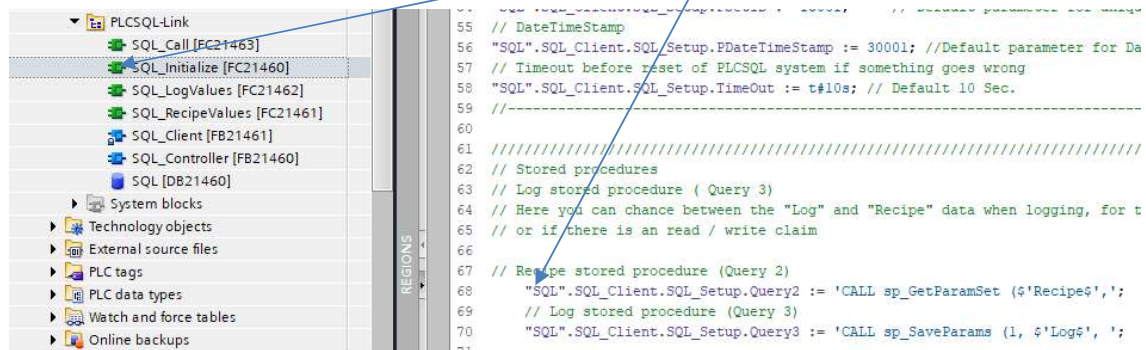 PLCSQL-Link
SQL_Call [FC21463]
SQL_Initialize [FC21460]
SQL_LogValues [FC21462]
SQL_RecipeValues [FC21461]
SQL_Client [FB21461]
SQL_Controller [FB21460]
SQL [DB21460]
System blocks
Technology objects
External source files
PLC tags
PLC data types
Watch and force tables
Online backups
REGIONS
55 // DateTimeStamp
56 "SQL".SQL_Client.SQL_Setup.PDateTimeStamp := 30001; //Default parameter for Da
57 // Timeout before reset of PLCSQL system if something goes wrong
58 "SQL".SQL_Client.SQL_Setup.TimeOut := t#10s; // Default 10 Sec.
59 //
60
61
62 // Stored procedures
63 // Log stored procedure ( Query 3)
64 // Here you can chance between the "Log" and "Recipe" data when logging, for t
65 // or if there is an read / write claim
66
67 // Recipe stored procedure (Query 2)
68 "SQL".SQL_Client.SQL_Setup.Query2 := 'CALL sp_GetParamSet ($'Recipe$',';
69 // Log stored procedure (Query 3)
70 "SQL".SQL_Client.SQL_Setup.Query3 := 'CALL sp_SaveParams (1, $'Log$', ';